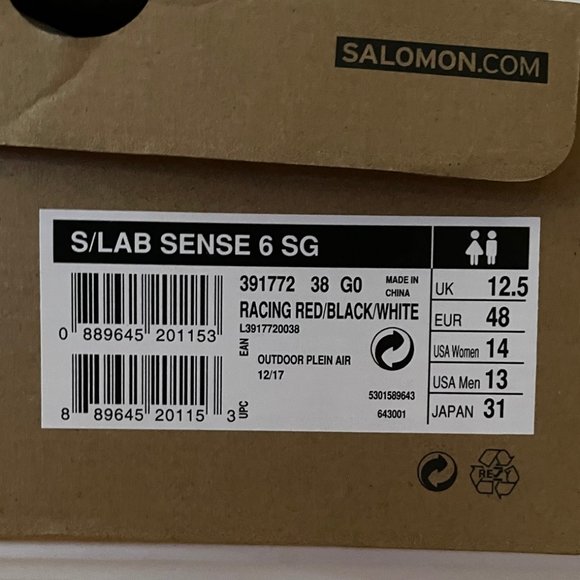 SALOMON.COM
S/LAB SENSE 6 SG
391772 38 G0 MADE IN CHINA
RACING RED/BLACK/WHITE
L3917720038
0 889645 201153
EAN
OUTDOOR PLEIN AIR
12/17
8 89645 20115 3
UPC
5301589643
643001
UK 12.5
EUR 48
USA Women 14
USA Men 13
JAPAN 31
REZY